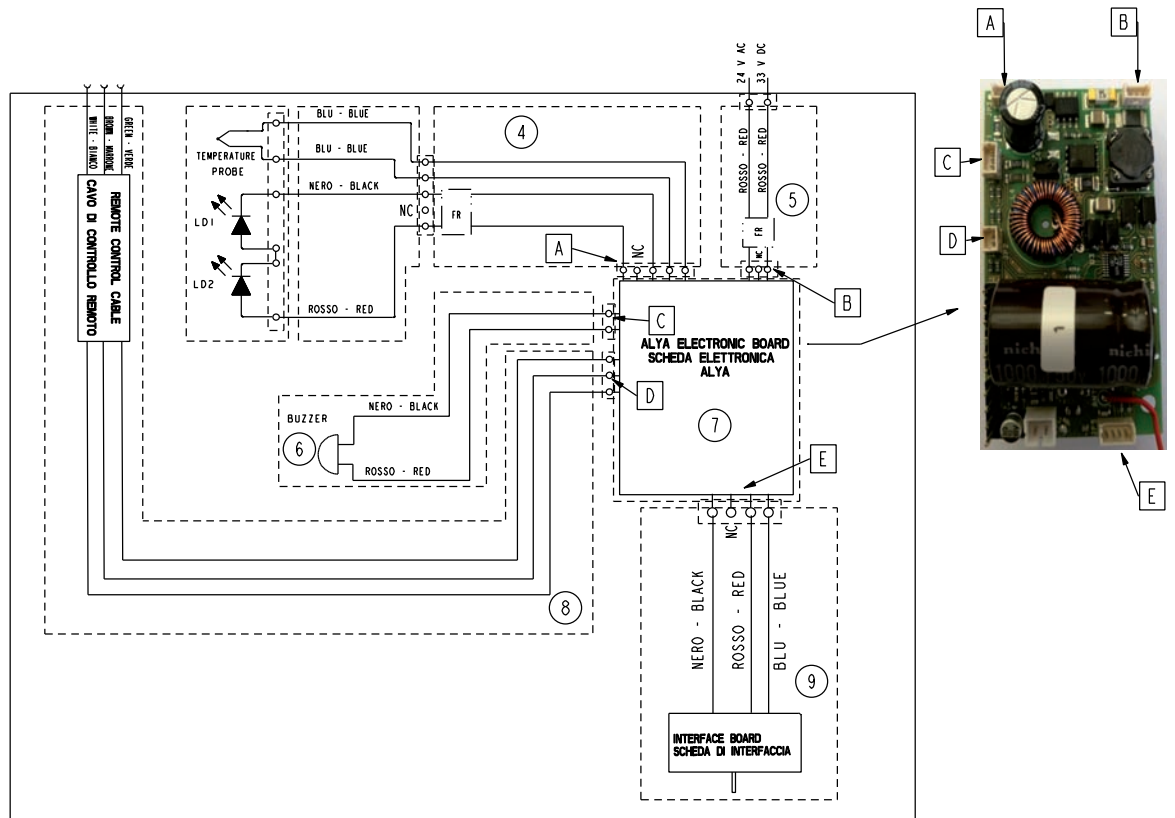 A
B
24 V AC
33 V DC
GREEN - VERDE
BROWN - MARRONE
WHITE - BIANCO
BLU - BLUE
4
BLU - BLUE
TEMPERATURE
PROBE
NERO - BLACK
NC
FR
LD1
LD2
ROSSO - RED
ROSSO - RED
ROSSO - RED
5
FR
NC
A
NC
B
C
D
REMOTE CONTROL CABLE
CAVO DI CONTROLLO REMOTO
C
ALYA ELECTRONIC BOARD
SCHEDA ELETTRONICA
ALYA
D
7
NERO - BLACK
BUZZER
6
ROSSO - RED
E
E
NC
NERO - BLACK
ROSSO - RED
BLU - BLUE
8
9
INTERFACE BOARD
SCHEDA DI INTERFACCIA
nichi
nichi
1000